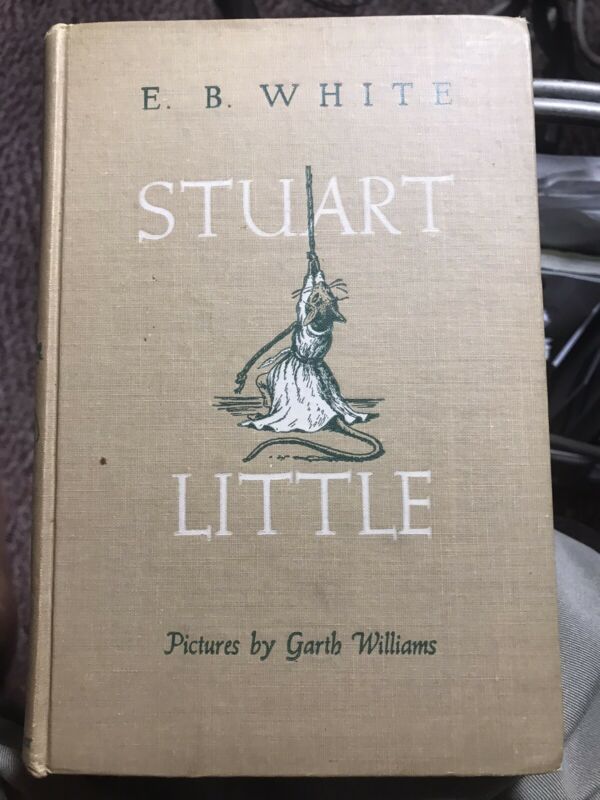 E. B. WHITE
STUART
LITTLE
Pictures by Garth Williams